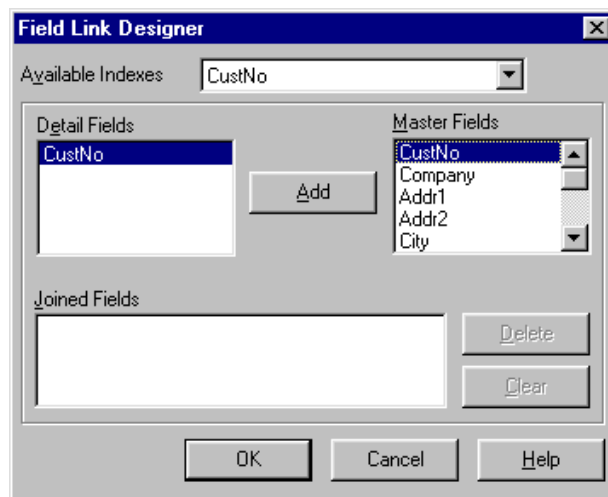 Field Link Designer
Available Indexes CustNo
Detail Fields Master Fields
CustNo CustNo
Company
Add Addr1
Addr2
City
Joined Fields
Delete
Clear
OK Cancel Help